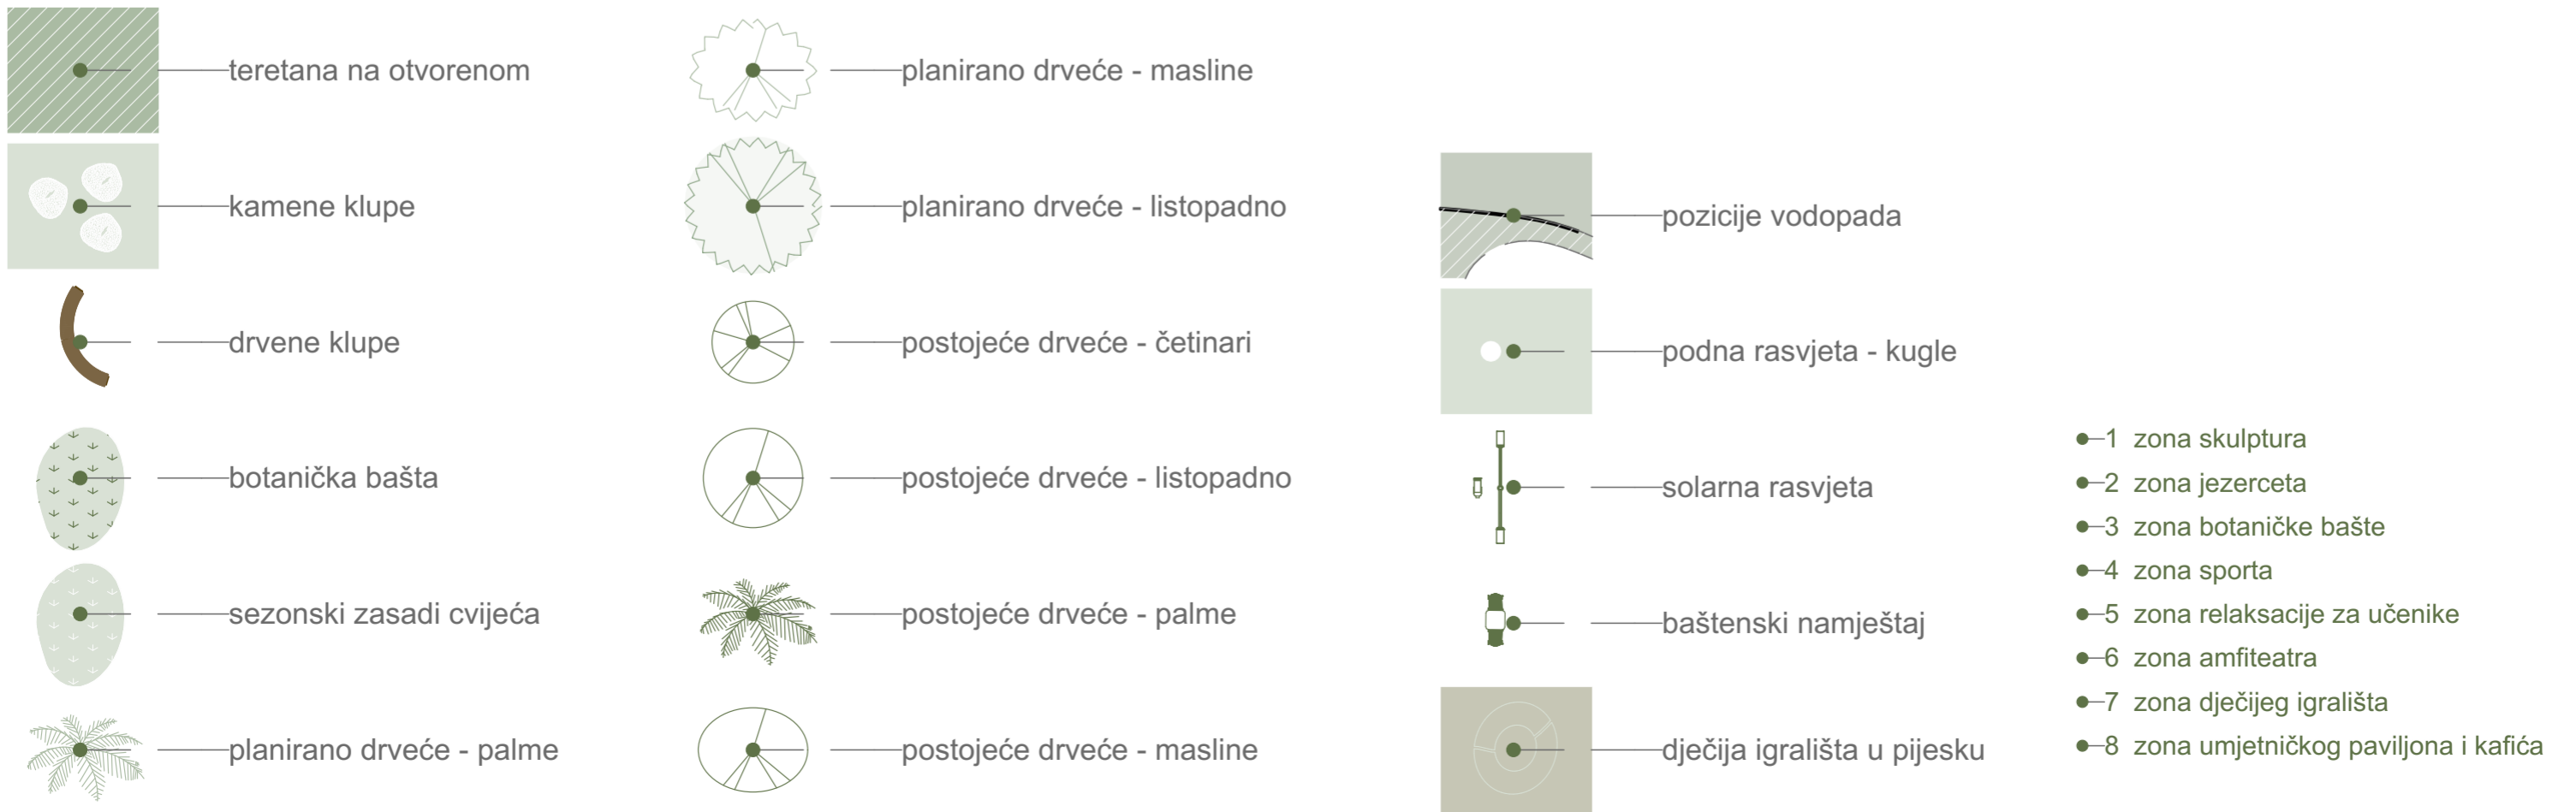 teretana na otvorenom
kamene klupe
drvene klupe
botanička bašta
sezonski zasadi cvijeća
planirano drveće - palme
planirano drveće - masline
planirano drveće - listopadno
postojeće drveće - četinari
postojeće drveće - listopadno
postojeće drveće - palme
postojeće drveće - masline
pozicije vodopada
podna rasvjeta - kugle
solarna rasvjeta
baštenski namještaj
dječija igrališta u pijesku
1 zona skulptura
2 zona jezerceta
3 zona botaničke bašte
4 zona sporta
5 zona relaksacije za učenike
6 zona amfiteatra
7 zona dječijeg igrališta
8 zona umjetničkog paviljona i kafića